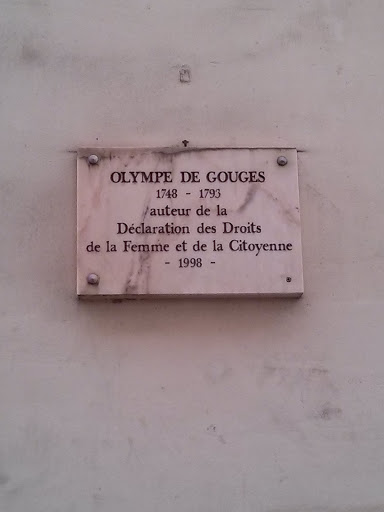 OLYMPE DE GOUGES
1748 - 1793
auteur de la
Déclaration des Droits
de la Femme et de la Citoyenne
- 1998 -